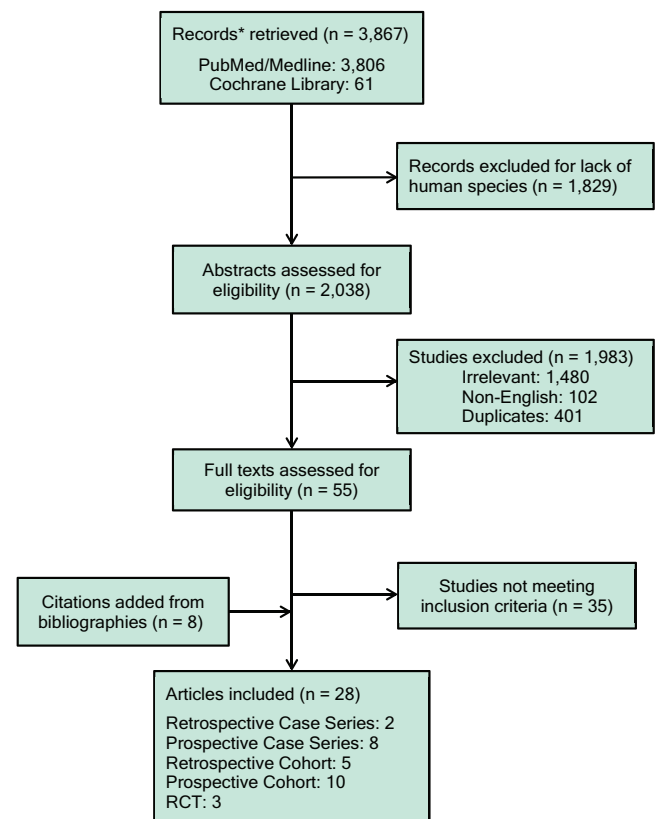 Records* retrieved (n = 3,867)
PubMed/Medline: 3,806
Cochrane Library: 61
Records excluded for lack of
human species (n = 1,829)
Abstracts assessed for
eligibility (n = 2,038)
Studies excluded (n = 1,983)
Irrelevant: 1,480
Non-English: 102
Duplicates: 401
Full texts assessed for
eligibility (n = 55)
Citations added from
bibliographies (n = 8)
Studies not meeting
inclusion criteria (n = 35)
Articles included (n = 28)
Retrospective Case Series: 2
Prospective Case Series: 8
Retrospective Cohort: 5
Prospective Cohort: 10
RCT: 3